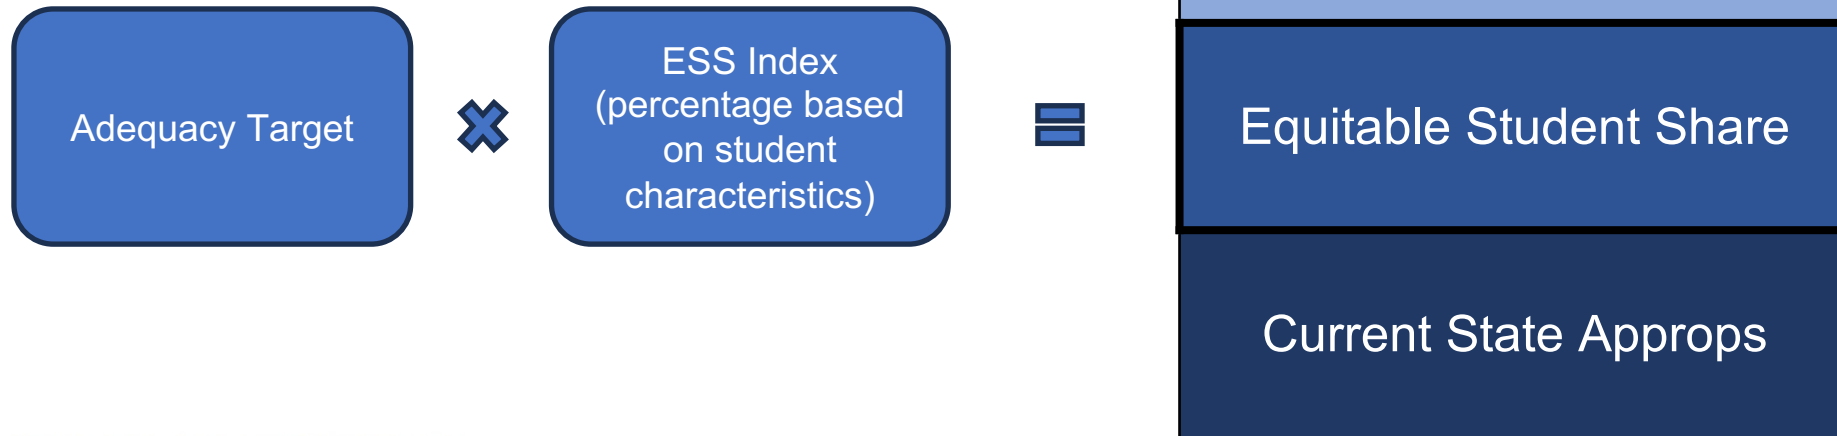 Adequacy Target
ESS Index
(percentage based
on student
characteristics)
Equitable Student Share
Current State Approps